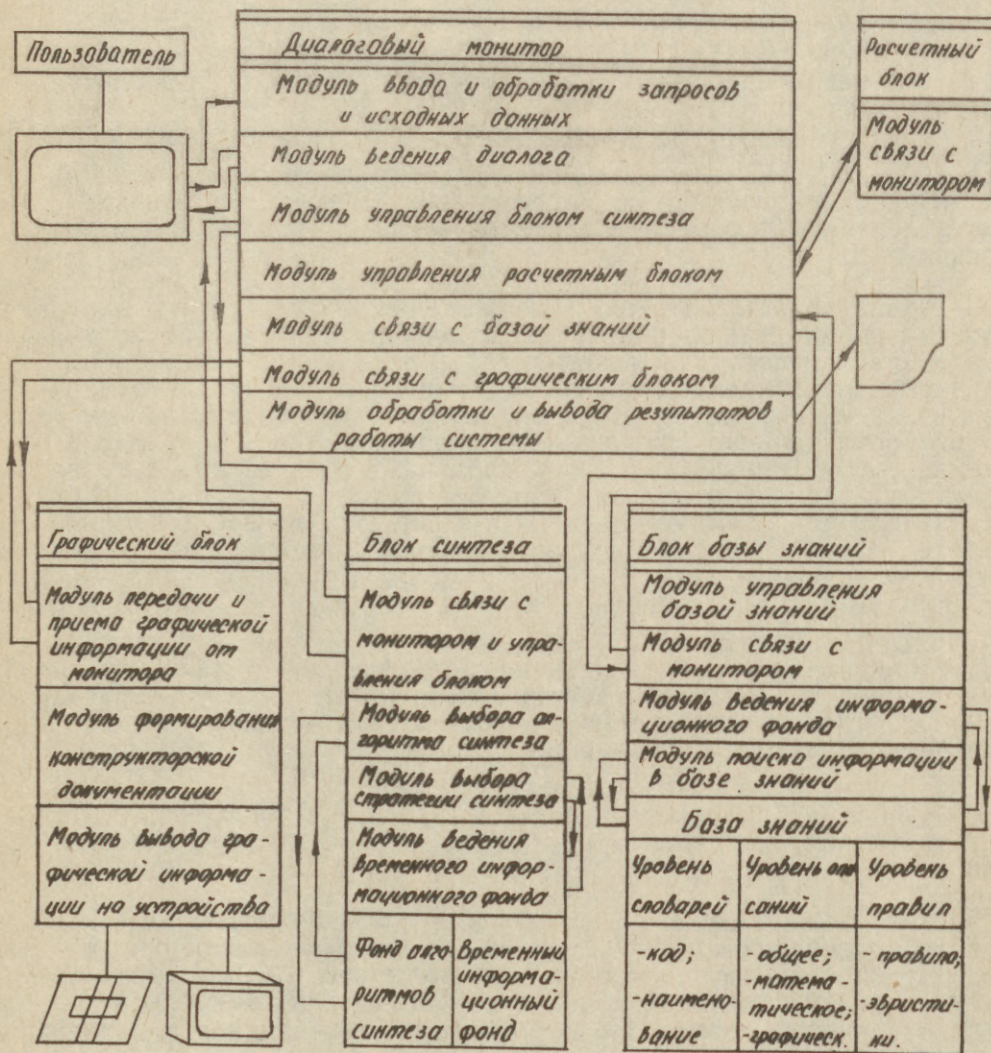 Пользователь
Диалоговый монитор
Модуль ввода и обработки запросов
и исходных данных
Модуль ведения диалога
Модуль управления блоком синтеза
Модуль управления расчетным блоком
Модуль связи с базой знаний
Модуль связи с графическим блоком
Модуль обработки и вывода результатов
работы системы
Расчетный
блок
Модуль
связи с
монитором
Графический блок
Модуль передачи и
приема графической
информации от
монитора
Модуль формирования
конструкторской
документации
Модуль вывода гра-
фической информа-
ции на устройства
Блок синтеза
Модуль связи с
монитором и упра-
вления блоком
Модуль выбора ал-
горитма синтеза
Модуль выбора
стратегии синтеза
Модуль ведения
временного инфор-
мационного фонда
Фонд алго-
ритмов
синтеза
Временный
информа-
ционный
фонд
Блок базы знаний
Модуль управления
базой знаний
Модуль связи с
монитором
Модуль ведения информа-
ционного фонда
Модуль поиска информации
в базе знаний
База знаний
Уровень
словарей
-код;
-наимено-
вание
Уровень опи
саний
-общее;
-матема-
тическое;
-графическ.
Уровень
правил
-правила;
-эвристи-
ки.